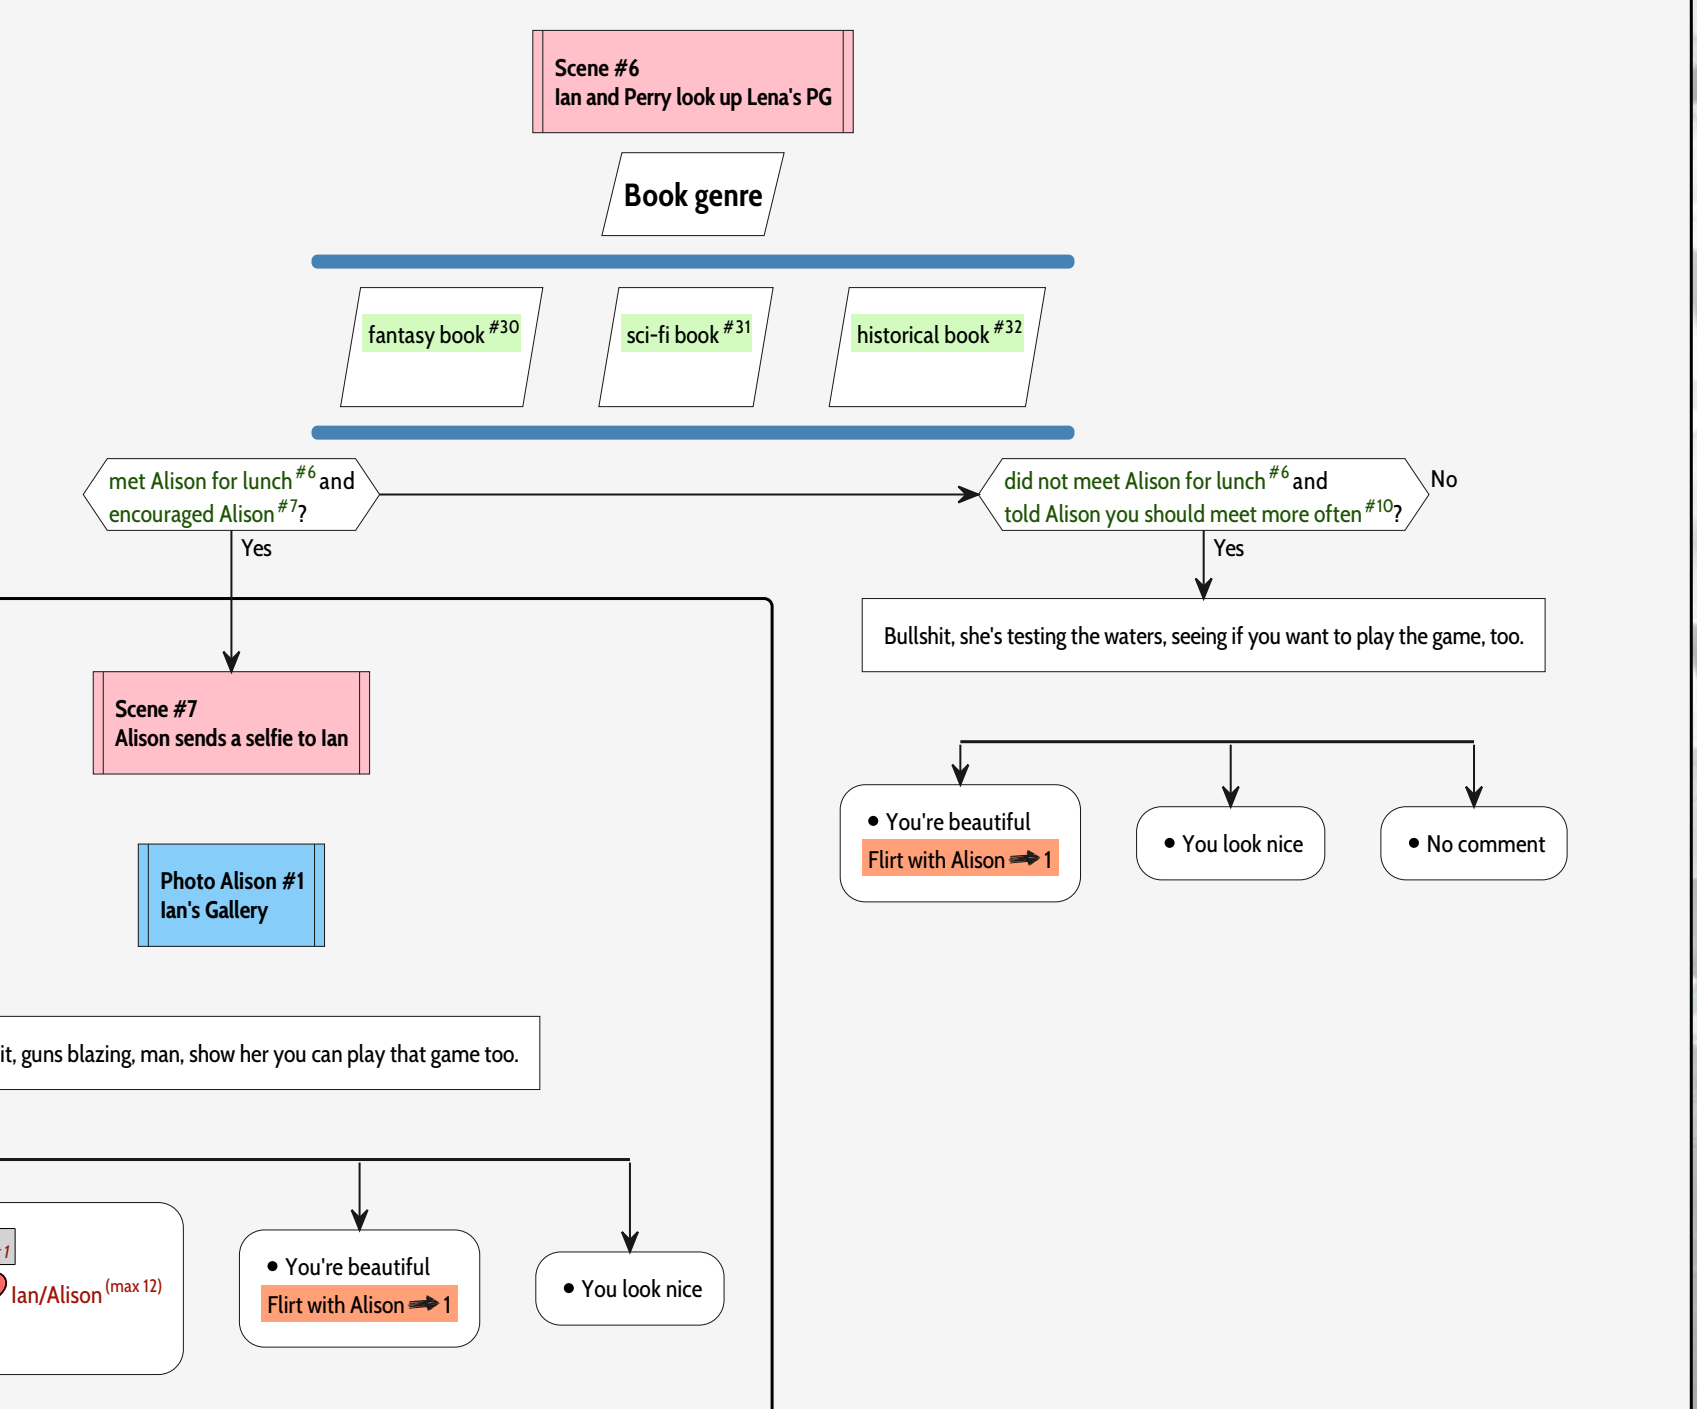 Scene #6
Ian and Perry look up Lena's PG
Book genre
fantasy book #30
sci-fi book #31
historical book #32
met Alison for lunch #6 and
encouraged Alison #7?
Yes
did not meet Alison for lunch #6 and
told Alison you should meet more often #10?
No
Yes
Bullshit, she's testing the waters, seeing if you want to play the game, too.
• You're beautiful
Flirt with Alison ➡ 1
• You look nice
• No comment
Scene #7
Alison sends a selfie to Ian
Photo Alison #1
Ian's Gallery
it, guns blazing, man, show her you can play that game too.
1
Ian/Alison (max 12)
• You're beautiful
Flirt with Alison ➡ 1
• You look nice